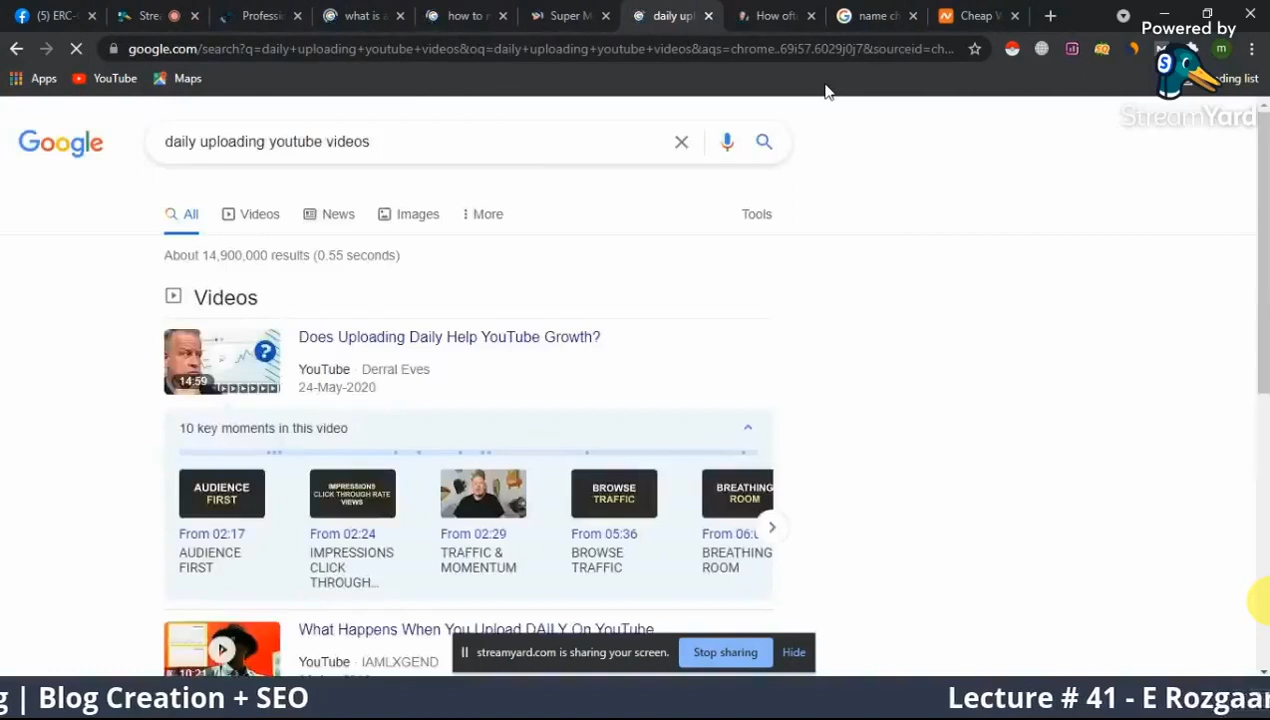 (5) ERC-
Strea
Professi
what is a
how to r
Super M
daily upl
How oft
name ch
Cheap W
Powered by
google.com/search?q=daily+uploading+youtube+videos&oq=daily+uploading+youtube+videos&aqs=chrome..69i57.6029j0j7&sourceid=ch...
m
Apps
YouTube
Maps
ding list
StreamYard
Google
daily uploading youtube videos
All
Videos
News
Images
More
Tools
About 14,900,000 results (0.55 seconds)
Videos
Does Uploading Daily Help YouTube Growth?
YouTube · Derral Eves
24-May-2020
14:59
10 key moments in this video
AUDIENCE
FIRST
IMPRESSIONS
CLICK THROUGH RATE
VIEWS
BROWSE
TRAFFIC
BREATHING
ROOM
From 02:17
From 02:24
From 02:29
From 05:36
From 06:
AUDIENCE
FIRST
IMPRESSIONS
CLICK
THROUGH...
TRAFFIC &
MOMENTUM
BROWSE
TRAFFIC
BREATHING
ROOM
What Happens When You Upload DAILY On YouTube
YouTube · IAMLXGEND
10:21
streamyard.com is sharing your screen.
Stop sharing
Hide
g | Blog Creation + SEO
Lecture # 41 - E Rozgaar